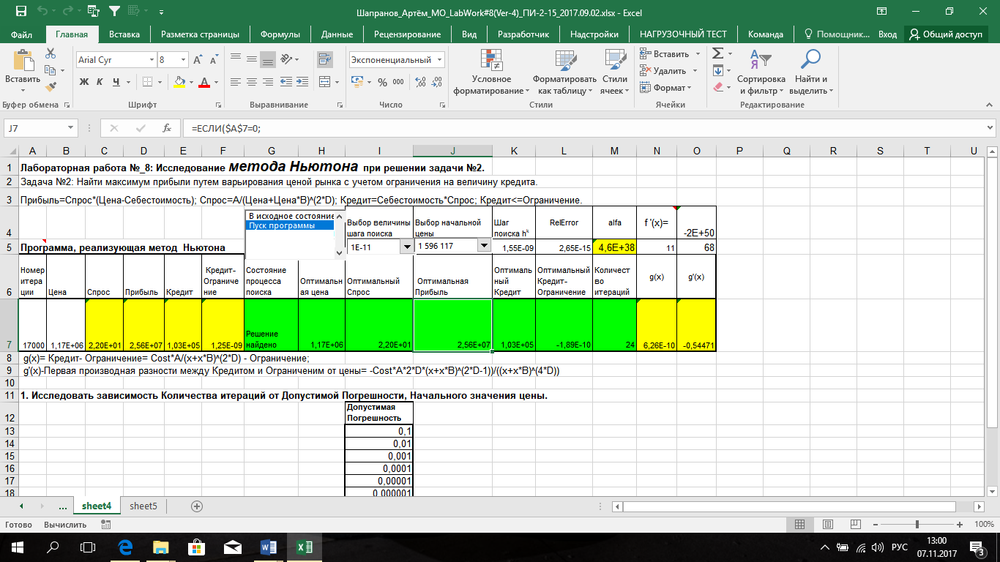 Шапранов_Артём_МО_LabWork#8(Ver-4)_ПИ-2-15_2017.09.02.xlsx - Excel
Файл Главная Вставка Разметка страницы Формулы Данные Рецензирование Вид Разработчик Надстройки НАГРУЗОЧНЫЙ ТЕСТ Команда Помощник... Вход Общий доступ
Вставить
Arial Cyr 8
Ж К Ч
Экспоненциальный
% 000
Условное форматирование
Форматировать как таблицу
Стили ячеек
Вставить
Удалить
Формат
Сортировка и фильтр
Найти и выделить
Буфер обмена Шрифт Выравнивание Число Стили Ячейки Редактирование
J7 fx =ЕСЛИ($A$7=0;
A B C D E F G H I J K L M N O P Q R S T U
1 Лабораторная работа №_8: Исследование метода Ньютона при решении задачи №2.
2 Задача №2: Найти максимум прибыли путем варьирования ценой рынка с учетом ограничения на величину кредита.
3 Прибыль=Спрос*(Цена-Себестоимость); Спрос=A/(Цена+Цена*B)^(2*D); Кредит=Себестоимость*Спрос; Кредит<=Ограничение.
В исходное состояние
Пуск программы
4 Выбор величины шага поиска Выбор начальной цены Шаг поиска hᵏ RelError alfa f '(x)= -2E+50
5 Программа, реализующая метод Ньютона 1E-11 1 596 117 1,55E-09 2,65E-15 4,6E+38 11 68
6 Номер итера ции Цена Спрос Прибыль Кредит Кредит- Ограниче ние Состояние процесса поиска Оптимальн ая цена Оптимальный Спрос Оптимальная Прибыль Оптималь ный Кредит Оптимальный Кредит- Ограничение Количест во итераций g(x) g'(x)
7 17000 1,17E+06 2,20E+01 2,56E+07 1,03E+05 1,25E-09 Решение найдено 1,17E+06 2,20E+01 2,56E+07 1,03E+05 -1,89E-10 24 6,26E-10 -0,54471
8 g(x)= Кредит- Ограничение= Cost*A/(x+x*B)^(2*D) - Ограничение;
9 g'(x)-Первая производная разности между Кредитом и Ограничеим от цены= -Cost*A*2*D*(x+x*B)^(2*D-1))/((x+x*B)^(4*D))
10
11 1. Исследовать зависимость Количества итераций от Допустимой Погрешности, Начального значения цены.
12 Допустимая Погрешность
13 0,1
14 0,01
15 0,001
16 0,0001
17 0,00001
18 0,000001
... sheet4 sheet5
Готово Вычислить 100%
РУС 13:00
07.11.2017 3